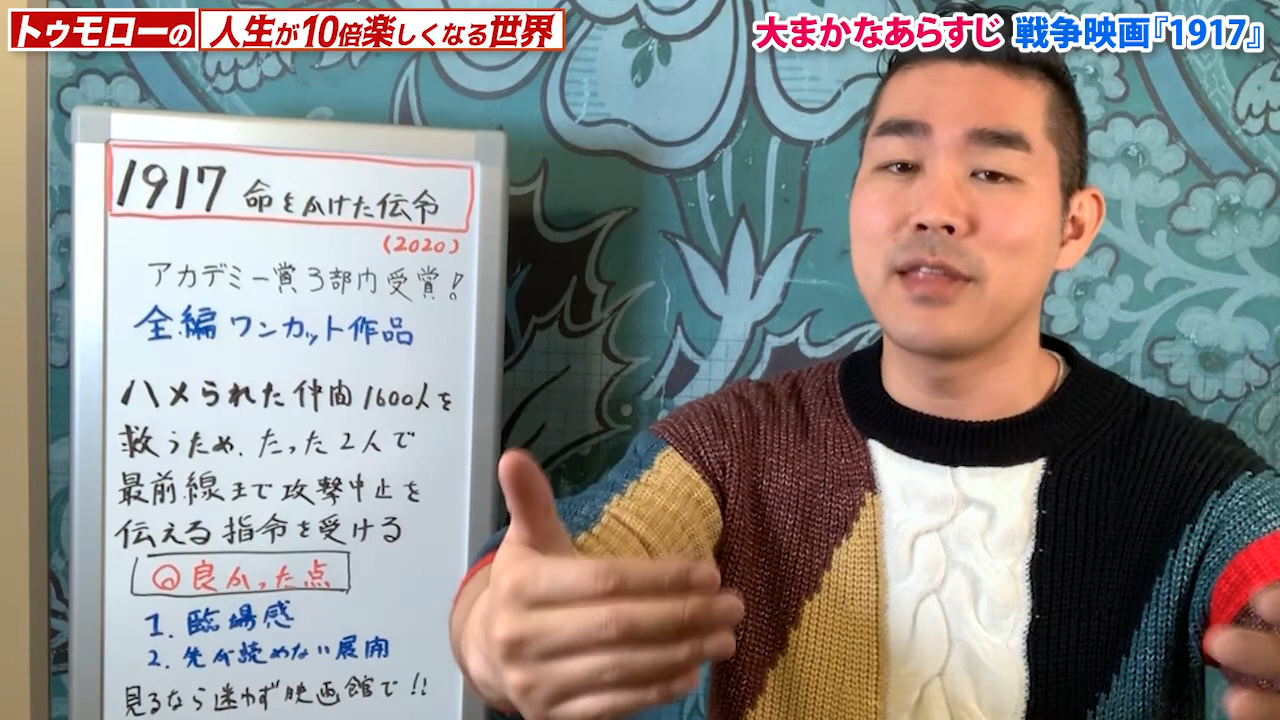 トゥモローの 人生が10倍楽しくなる世界
大まかなあらすじ 戦争映画『1917』
1917 命をかけた伝令
(2020)
アカデミー賞3部門受賞!
全編ワンカット作品
ハメられた仲間1600人を
救うため、たった2人で
最前線まで攻撃中止を
伝える指令を受ける
◎良かった点
1. 臨場感
2. 先が読めない展開
見るなら迷わず映画館で!!